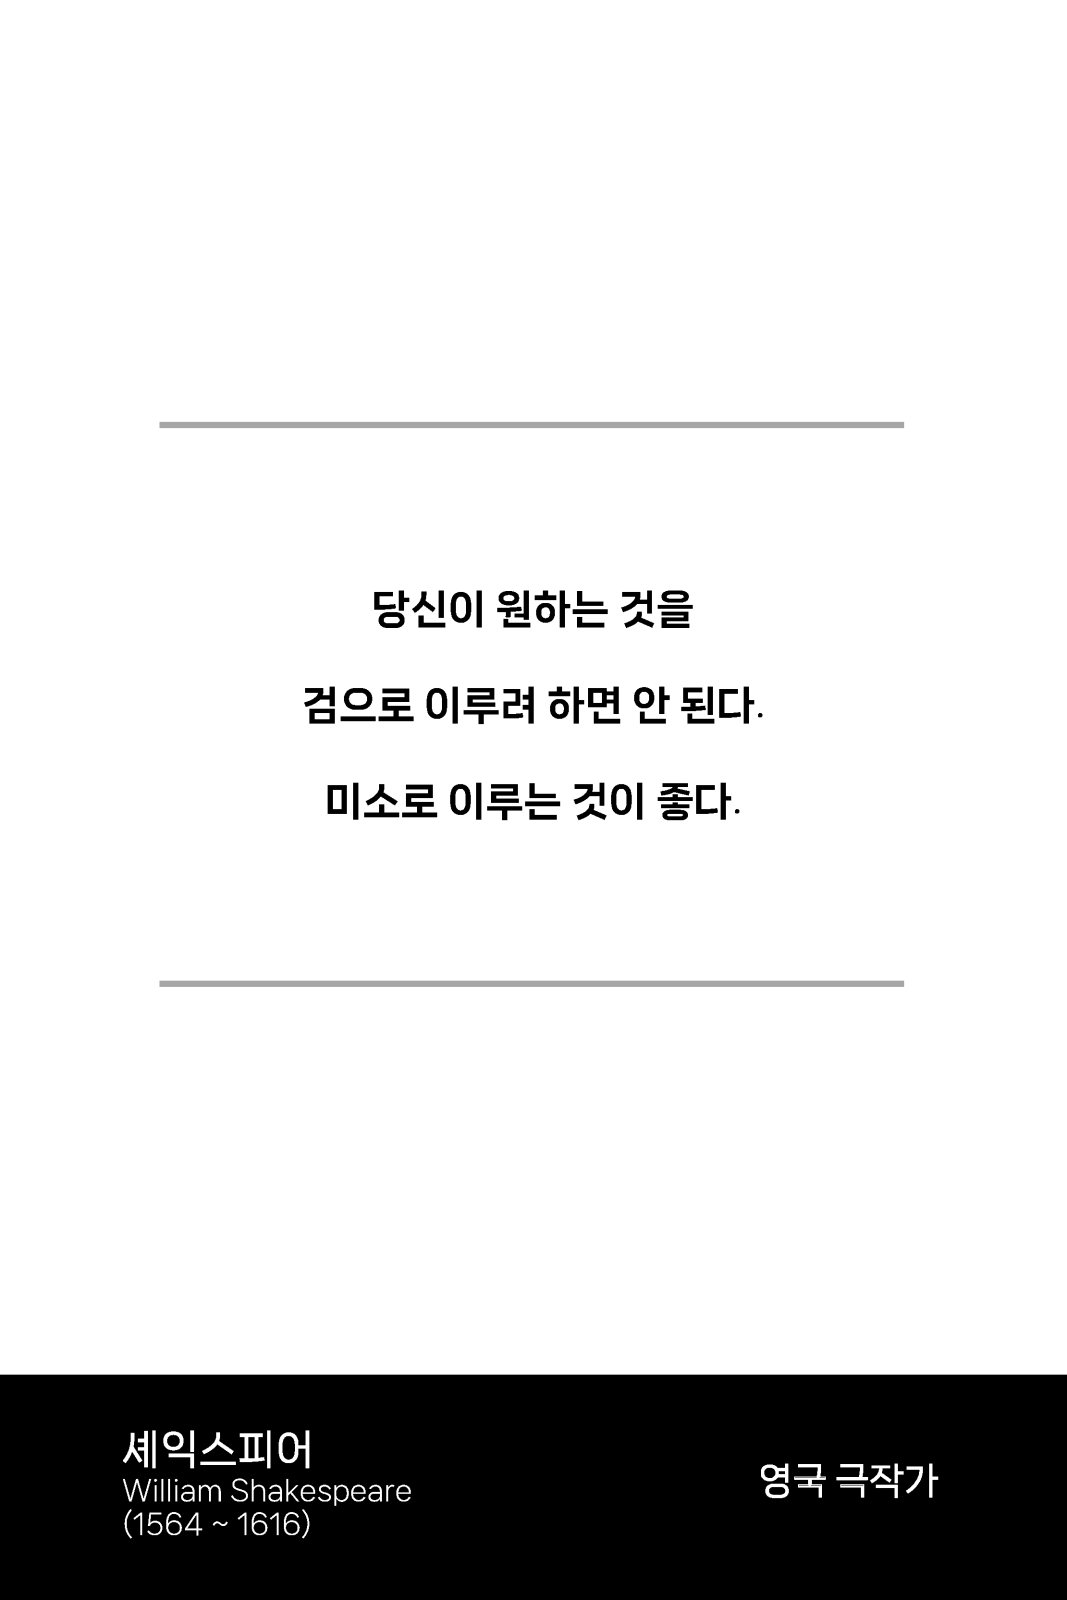 당신이 원하는 것을
검으로 이루려 하면 안 된다.
미소로 이루는 것이 좋다.
셰익스피어
William Shakespeare
(1564 ~ 1616)
영국 극작가